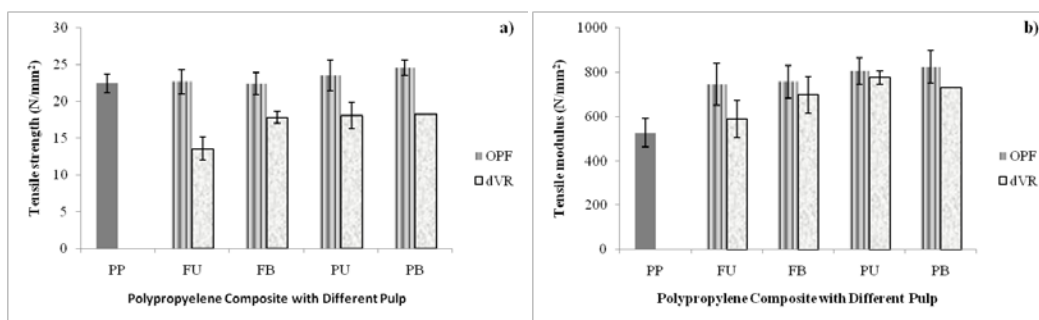 a)
Tensile strength (N/mm²)
30
25
20
15
10
5
0
PP FU FB PU PB
OPF
dVR
Polypropyelene Composite with Different Pulp
b)
Tensile modulus (N/mm²)
1000
800
600
400
200
0
PP FU FB PU PB
OPF
dVR
Polypropylene Composite with Different Pulp